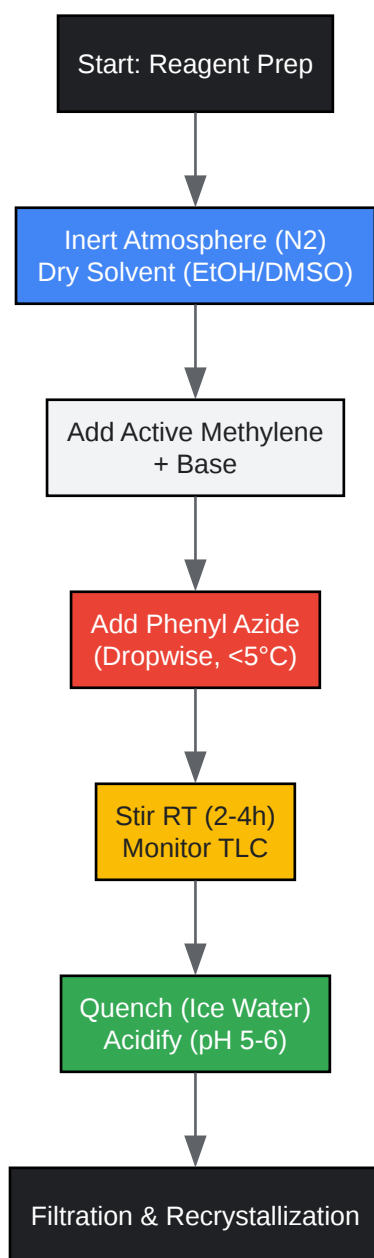 Start: Reagent Prep
Inert Atmosphere (N2)
Dry Solvent (EtOH/DMSO)
Add Active Methylene
+ Base
Add Phenyl Azide
(Dropwise, <5°C)
Stir RT (2-4h)
Monitor TLC
Quench (Ice Water)
Acidify (pH 5-6)
Filtration & Recrystallization